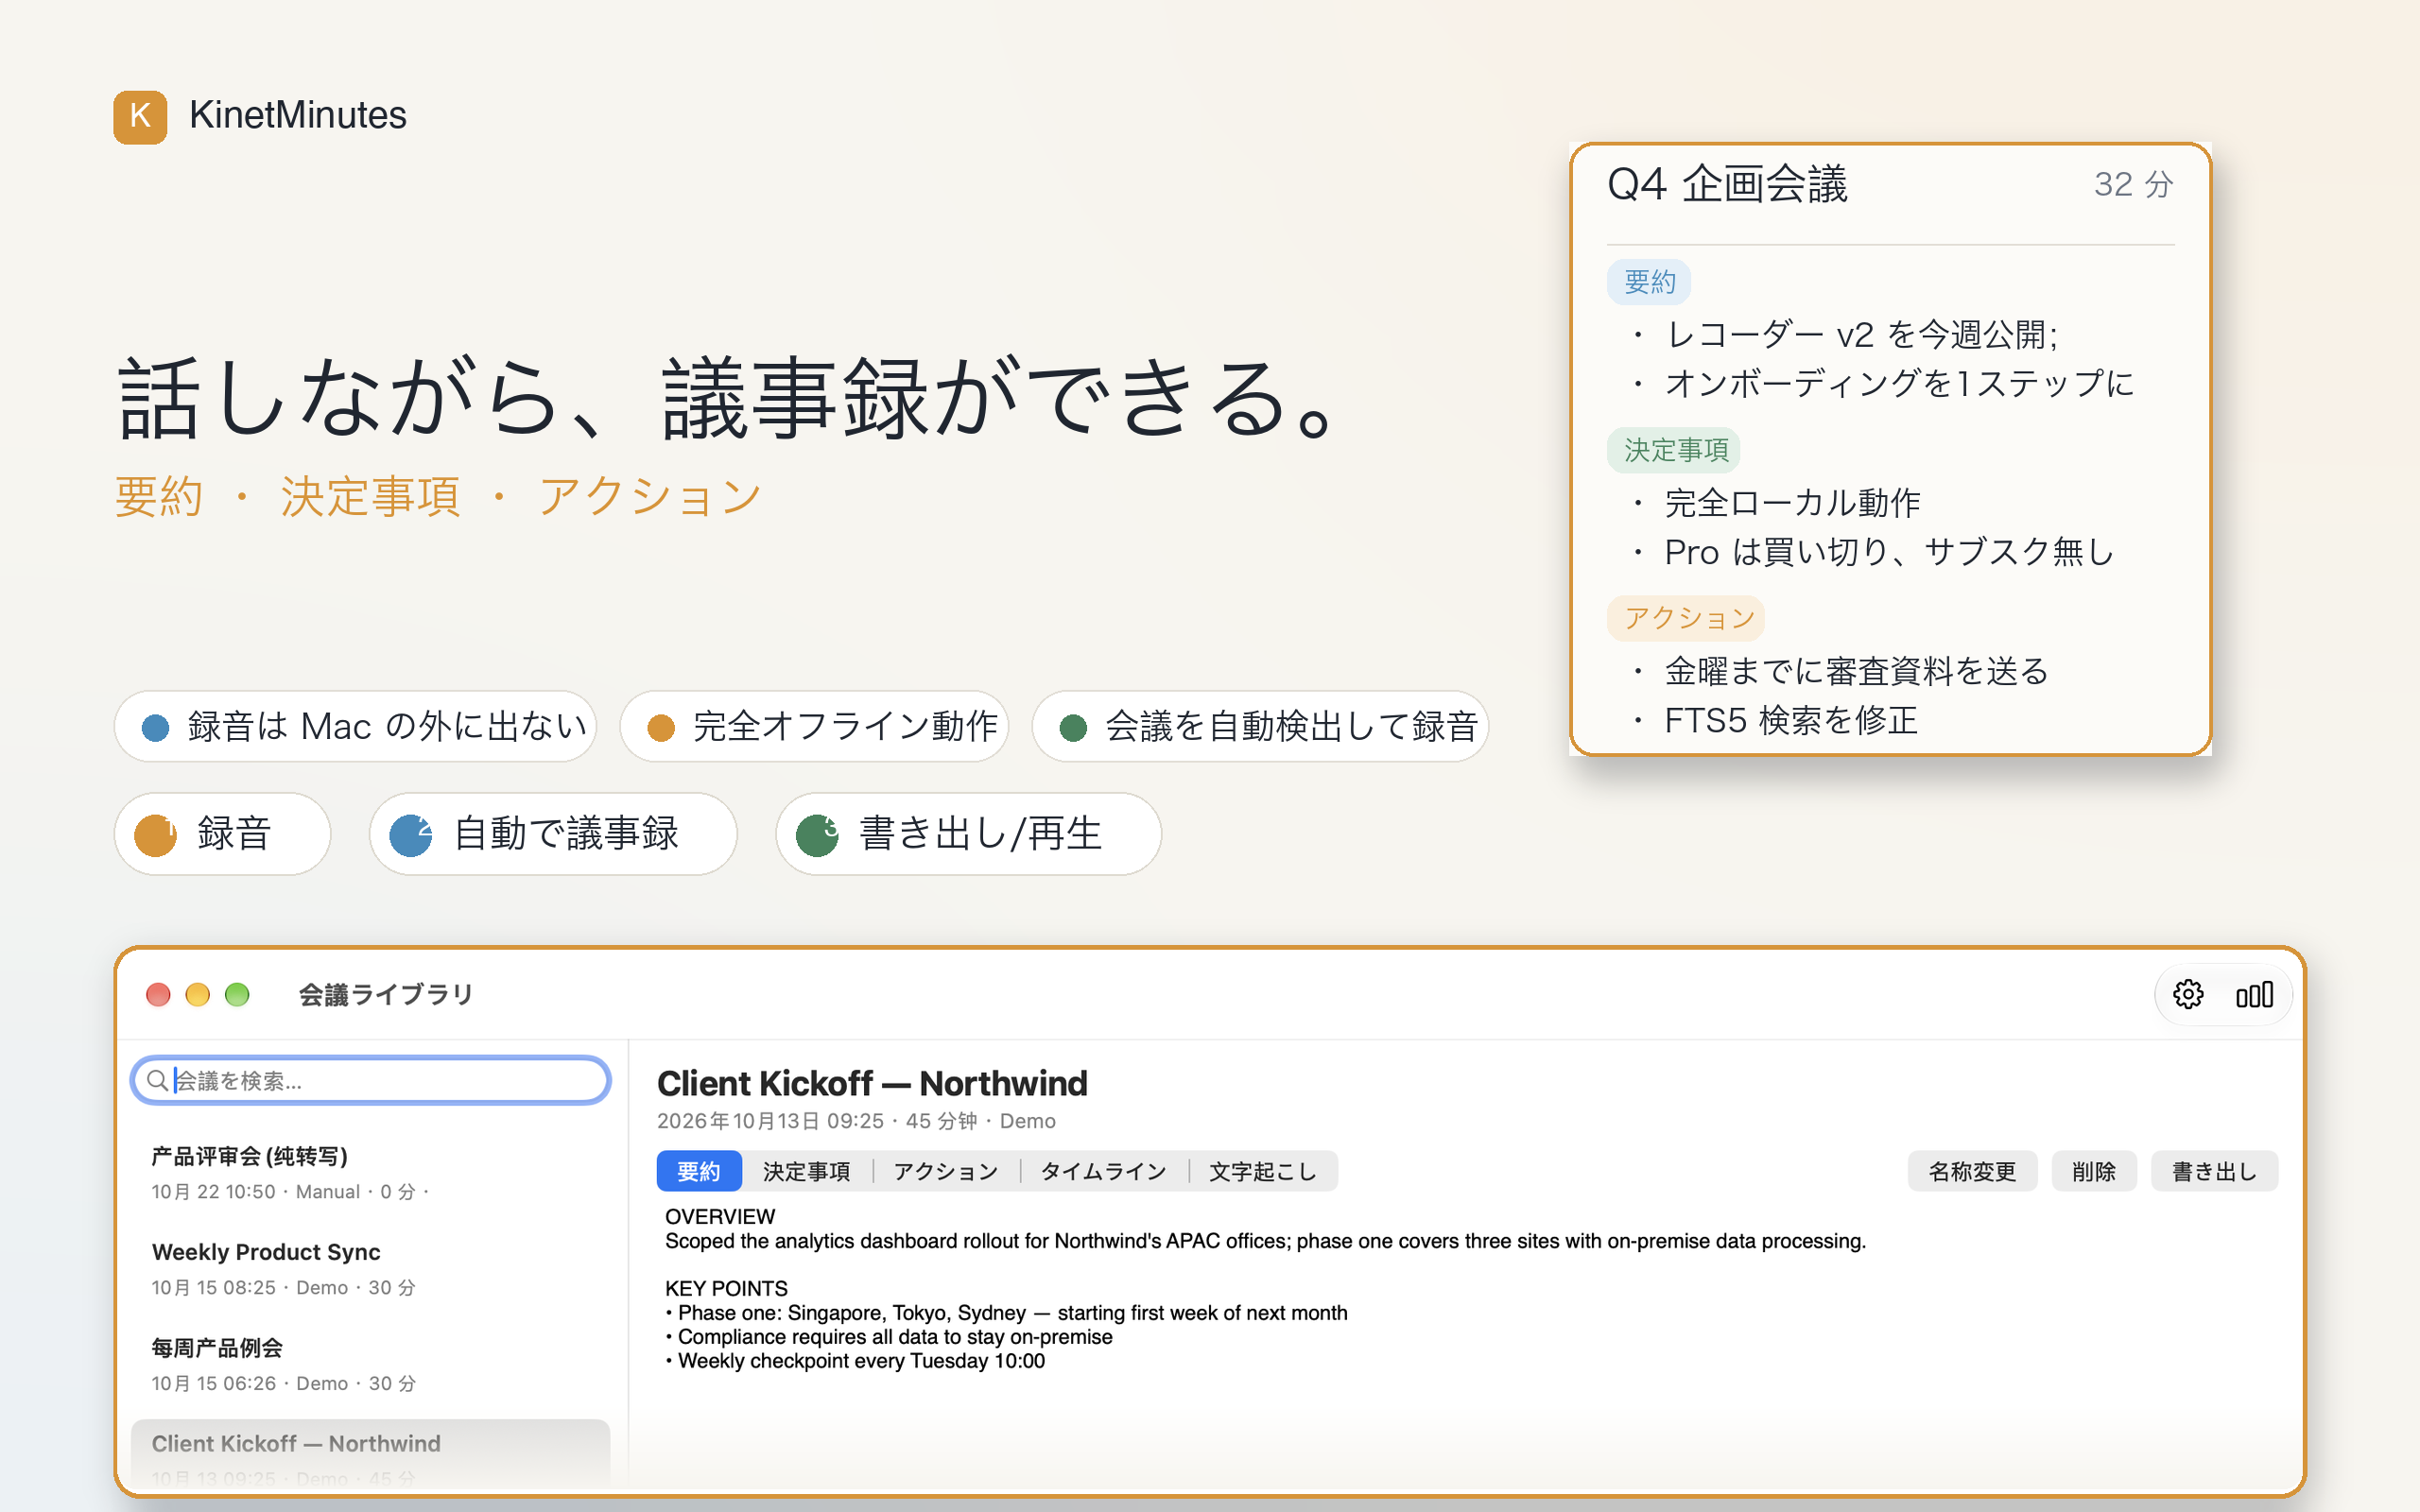 K KinetMinutes
話しながら、議事録ができる。
要約 ・ 決定事項 ・ アクション
録音は Mac の外に出ない
完全オフライン動作
会議を自動検出して録音
1 録音
2 自動で議事録
3 書き出し/再生
Q4 企画会議
32 分
要約
・ レコーダー v2 を今週公開;
・ オンボーディングを1ステップに
決定事項
・ 完全ローカル動作
・ Pro は買い切り、サブスク無し
アクション
・ 金曜までに審査資料を送る
・ FTS5 検索を修正
会議ライブラリ
会議を検索...
产品评审会 (纯转写)
10月 22 10:50 · Manual · 0 分 ·
Weekly Product Sync
10月 15 08:25 · Demo · 30 分
每周产品例会
10月 15 06:26 · Demo · 30 分
Client Kickoff — Northwind
10月 13 09:25 · Demo · 45 分
Client Kickoff — Northwind
2026年10月13日 09:25 · 45 分钟 · Demo
要約 決定事項 アクション タイムライン 文字起こし
名称変更 削除 書き出し
OVERVIEW
Scoped the analytics dashboard rollout for Northwind's APAC offices; phase one covers three sites with on-premise data processing.
KEY POINTS
• Phase one: Singapore, Tokyo, Sydney — starting first week of next month
• Compliance requires all data to stay on-premise
• Weekly checkpoint every Tuesday 10:00